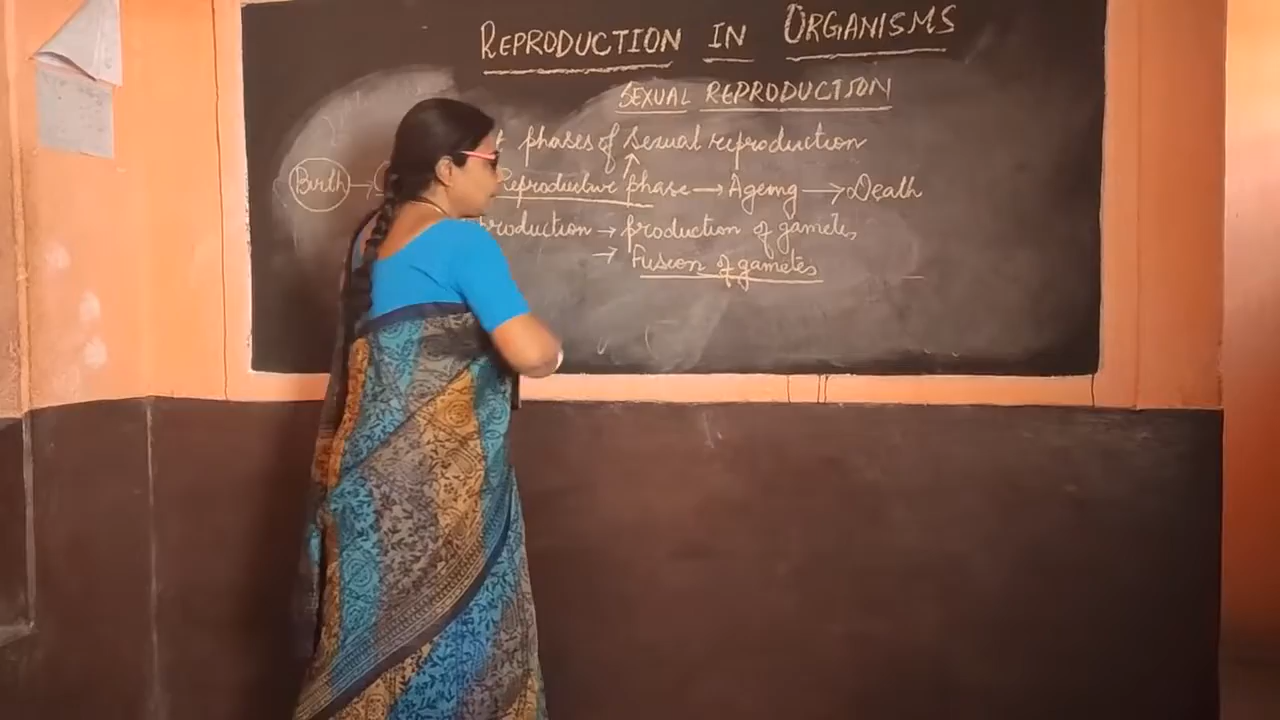 REPRODUCTION IN ORGANISMS
SEXUAL REPRODUCTION
phases of Sexual reproduction
Birth → Reproductive phase → Ageing → Death
production → production of gametes
→ Fusion of gametes